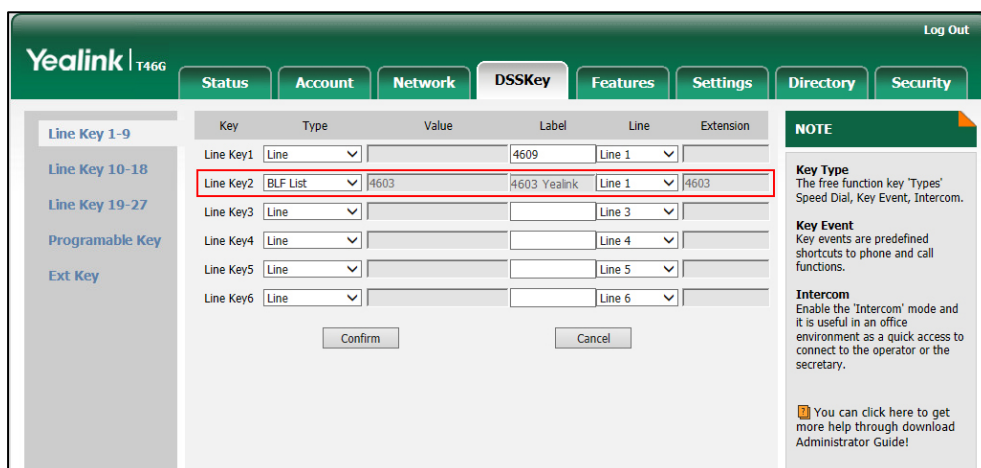 Log Out
Yealink | T46G
Status Account Network DSSKey Features Settings Directory Security
Line Key 1-9
Line Key 10-18
Line Key 19-27
Programable Key
Ext Key
Key Type Value Label Line Extension
Line Key1 Line 4609 Line 1
Line Key2 BLF List 4603 4603 Yealink Line 1 4603
Line Key3 Line Line 3
Line Key4 Line Line 4
Line Key5 Line Line 5
Line Key6 Line Line 6
Confirm Cancel
NOTE
Key Type
The free function key 'Types'
Speed Dial, Key Event, Intercom.
Key Event
Key events are predefined
shortcuts to phone and call
functions.
Intercom
Enable the 'Intercom' mode and
it is useful in an office
environment as a quick access to
connect to the operator or the
secretary.
You can click here to get
more help through download
Administrator Guide!